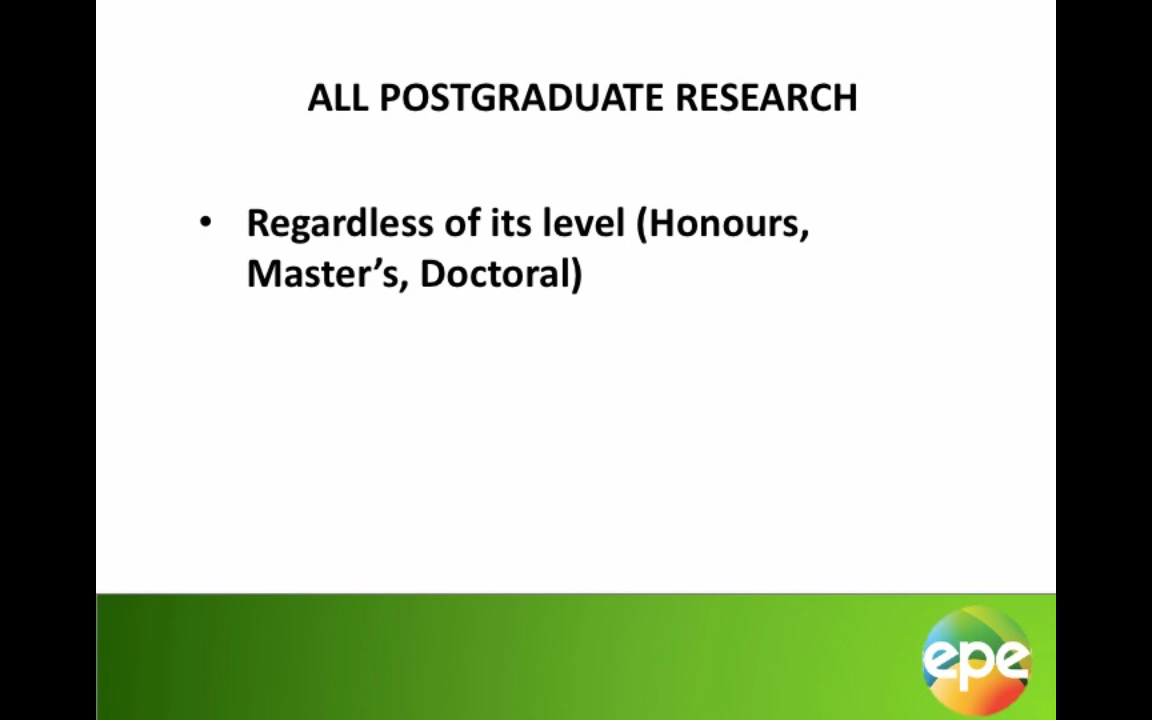 ALL POSTGRADUATE RESEARCH
• Regardless of its level (Honours,
Master’s, Doctoral)
epe